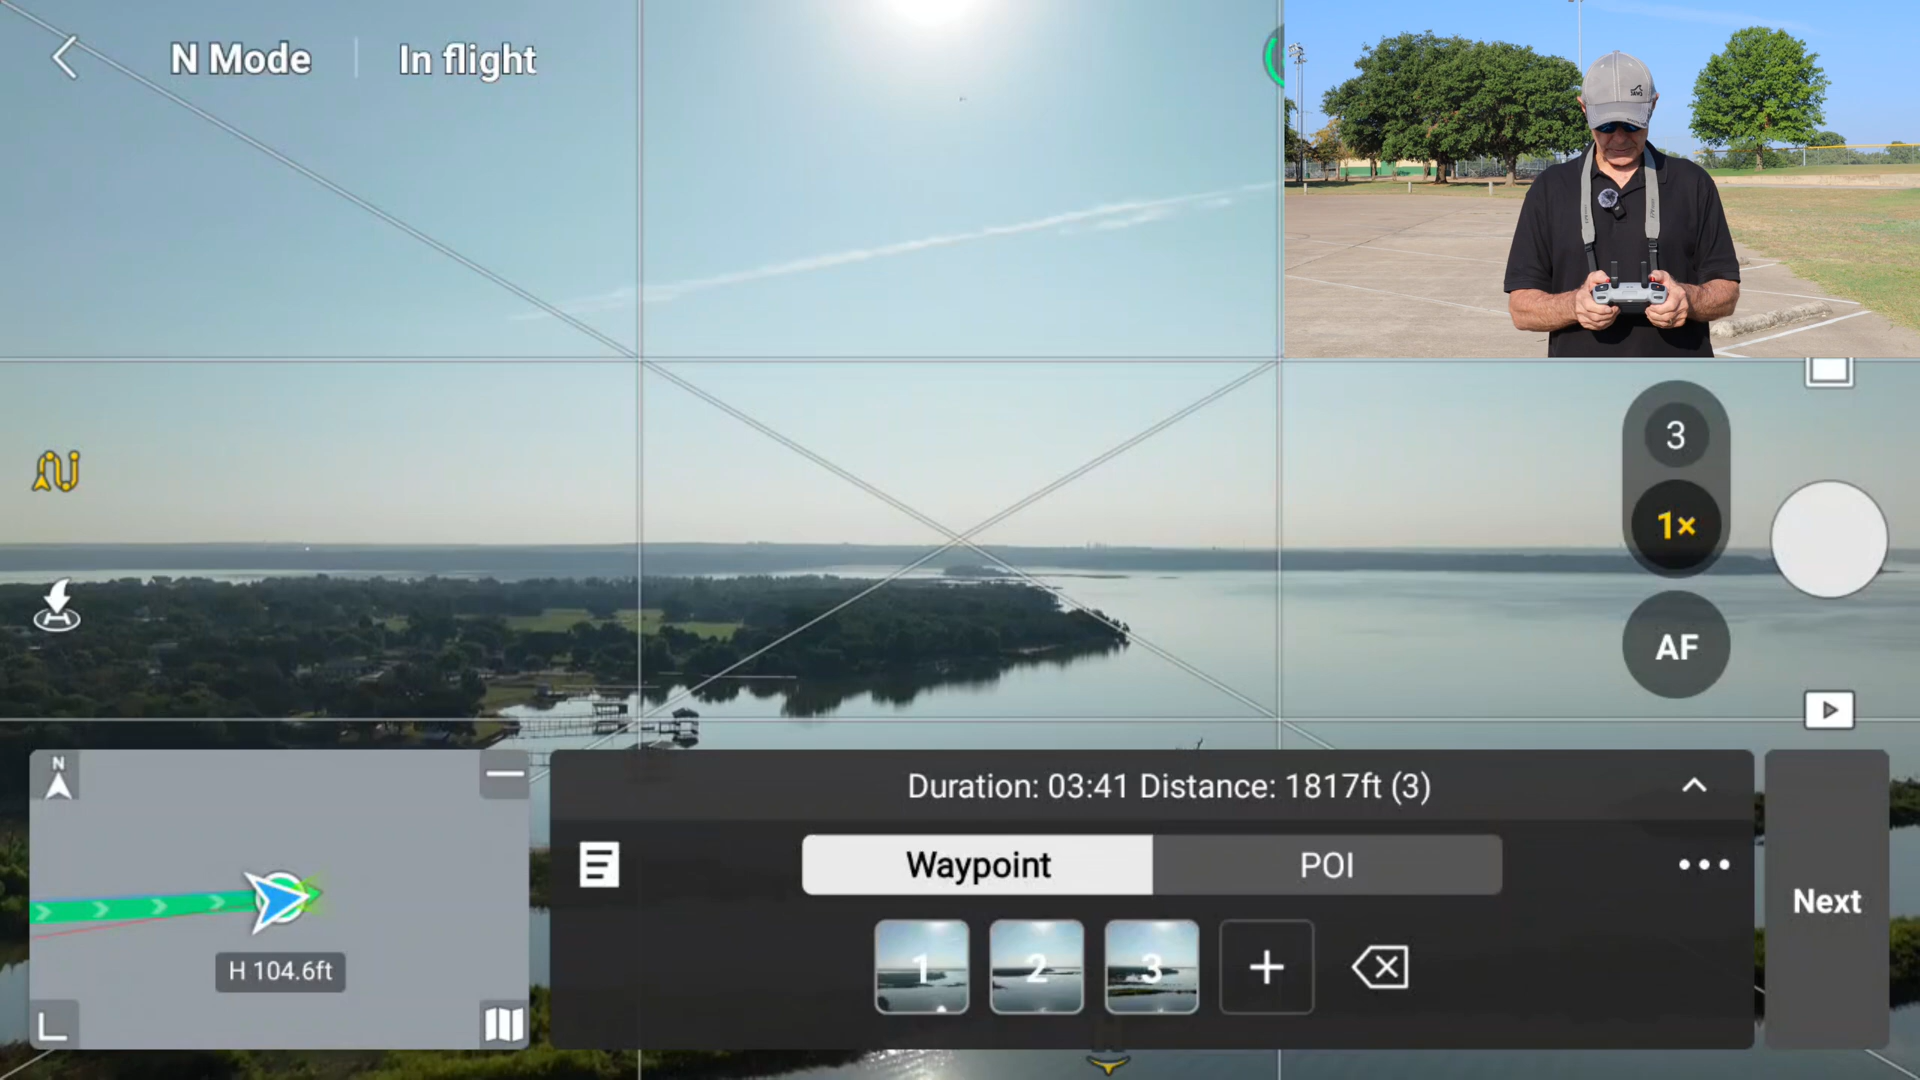 N Mode
In flight
3
1×
AF
N
H 104.6ft
Duration: 03:41 Distance: 1817ft (3)
Waypoint
POI
1
2
3
Next